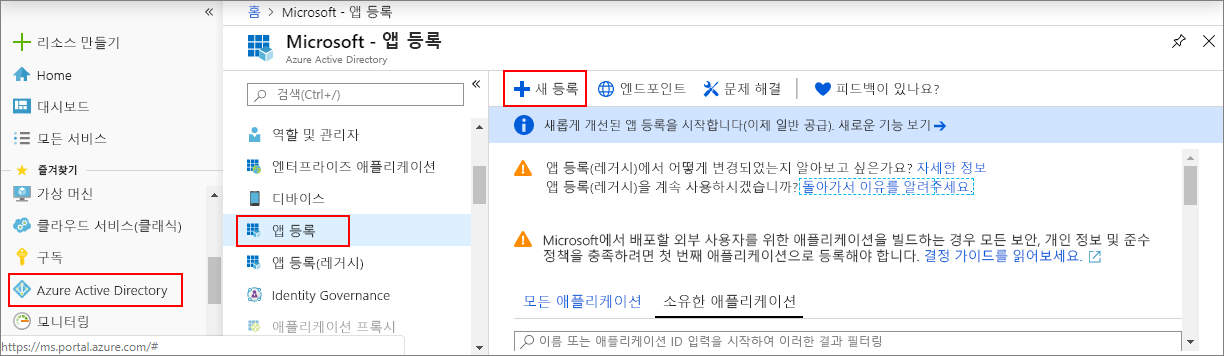 «
리소스 만들기
Home
대시보드
모든 서비스
즐겨찾기
가상 머신
클라우드 서비스(클래식)
구독
Azure Active Directory
모니터링
https://ms.portal.azure.com/#
홈 > Microsoft - 앱 등록
Microsoft - 앱 등록
Azure Active Directory
검색(Ctrl+/)
«
역할 및 관리자
엔터프라이즈 애플리케이션
디바이스
앱 등록
앱 등록(레거시)
Identity Governance
애플리케이션 프록시
새 등록 엔드포인트 문제 해결 피드백이 있나요?
새롭게 개선된 앱 등록을 시작합니다(이제 일반 공급). 새로운 기능 보기→
앱 등록(레거시)에서 어떻게 변경되었는지 알아보고 싶은가요? 자세한 정보
앱 등록(레거시)을 계속 사용하시겠습니까?돌아가서 이유를 알려주세요.
Microsoft에서 배포할 외부 사용자를 위한 애플리케이션을 빌드하는 경우 모든 보안, 개인 정보 및 준수
정책을 충족하려면 첫 번째 애플리케이션으로 등록해야 합니다. 결정 가이드를 읽어보세요.
모든 애플리케이션 소유한 애플리케이션
이름 또는 애플리케이션 ID 입력을 시작하여 이러한 결과 필터링